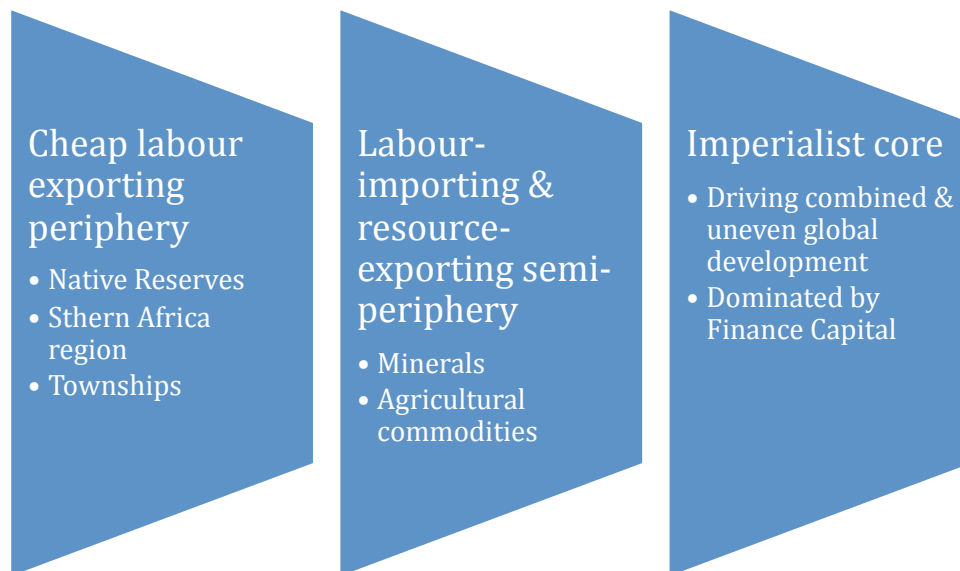 Cheap labour
exporting
periphery
• Native Reserves
• Sthern Africa
region
• Townships
Labour-
importing &
resource-
exporting semi-
periphery
• Minerals
• Agricultural
commodities
Imperialist core
• Driving combined &
uneven global
development
• Dominated by
Finance Capital